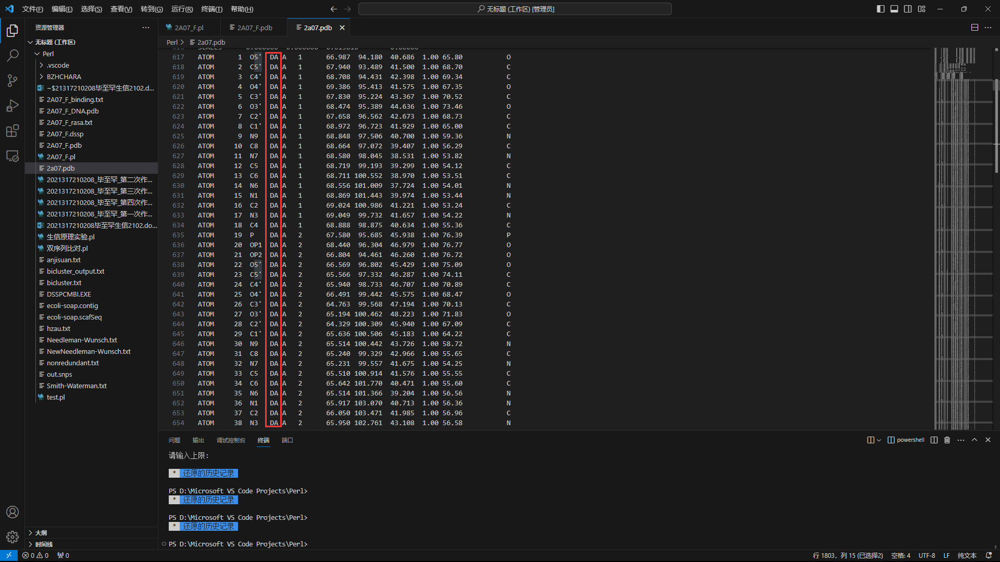 文件(F) 编辑(E) 选择(S) 查看(V) 转到(G) 运行(R) 终端(T) 帮助(H) 无标题 (工作区) [管理员]
资源管理器
无标题 (工作区)
Perl
.vscode
BZHCHARA
~$21317210208毕至罕生信2102.d...
2A07_F_binding.txt
2A07_F_DNA.pdb
2A07_F_rasa.txt
2A07_F.dssp
2A07_F.pdb
2A07_F.pl
2a07.pdb
2021317210208_毕至罕_第二次作...
2021317210208_毕至罕_第三次作...
2021317210208_毕至罕_第四次作...
2021317210208_毕至罕_第一次作...
2021317210208毕至罕生信2102.do...
生信原理实验.pl
双序列比对.pl
anjisuan.txt
bicluster_output.txt
bicluster.txt
DSSPCMBI.EXE
ecoli-soap.contig
ecoli-soap.scafSeq
hzau.txt
Needleman-Wunsch.txt
NewNeedleman-Wunsch.txt
nonredundant.txt
out.snps
Smith-Waterman.txt
test.pl
大纲
时间线
2A07_F.pl 2A07_F.pdb 2a07.pdb
Perl > 2a07.pdb
617 ATOM 1 O5' DA A 1 66.987 94.180 40.686 1.00 65.80 O
618 ATOM 2 C5' DA A 1 67.940 93.489 41.500 1.00 68.70 C
619 ATOM 3 C4' DA A 1 68.708 94.431 42.398 1.00 69.34 C
620 ATOM 4 O4' DA A 1 69.386 95.413 41.575 1.00 67.35 O
621 ATOM 5 C3' DA A 1 67.830 95.224 43.367 1.00 70.52 C
622 ATOM 6 O3' DA A 1 68.474 95.389 44.636 1.00 73.46 O
623 ATOM 7 C2' DA A 1 67.658 96.562 42.673 1.00 68.73 C
624 ATOM 8 C1' DA A 1 68.972 96.723 41.929 1.00 65.00 C
625 ATOM 9 N9 DA A 1 68.848 97.506 40.700 1.00 59.36 N
626 ATOM 10 C8 DA A 1 68.664 97.072 39.407 1.00 56.29 C
627 ATOM 11 N7 DA A 1 68.580 98.045 38.531 1.00 53.82 N
628 ATOM 12 C5 DA A 1 68.719 99.193 39.299 1.00 54.12 C
629 ATOM 13 C6 DA A 1 68.711 100.552 38.970 1.00 53.51 C
630 ATOM 14 N6 DA A 1 68.556 101.009 37.724 1.00 54.01 N
631 ATOM 15 N1 DA A 1 68.869 101.443 39.974 1.00 53.44 N
632 ATOM 16 C2 DA A 1 69.024 100.986 41.221 1.00 53.24 C
633 ATOM 17 N3 DA A 1 69.049 99.732 41.657 1.00 54.22 N
634 ATOM 18 C4 DA A 1 68.888 98.875 40.634 1.00 55.36 C
635 ATOM 19 P DA A 2 67.580 95.685 45.938 1.00 76.39 P
636 ATOM 20 OP1 DA A 2 68.440 96.304 46.979 1.00 76.77 O
637 ATOM 21 OP2 DA A 2 66.804 94.461 46.260 1.00 76.72 O
638 ATOM 22 O5' DA A 2 66.569 96.802 45.429 1.00 75.09 O
639 ATOM 23 C5' DA A 2 65.566 97.332 46.287 1.00 74.11 C
640 ATOM 24 C4' DA A 2 65.940 98.733 46.707 1.00 70.89 C
641 ATOM 25 O4' DA A 2 66.491 99.442 45.575 1.00 68.47 O
642 ATOM 26 C3' DA A 2 64.763 99.568 47.194 1.00 70.13 C
643 ATOM 27 O3' DA A 2 65.194 100.462 48.223 1.00 71.83 O
644 ATOM 28 C2' DA A 2 64.329 100.309 45.940 1.00 67.09 C
645 ATOM 29 C1' DA A 2 65.636 100.506 45.183 1.00 64.22 C
646 ATOM 30 N9 DA A 2 65.514 100.442 43.726 1.00 58.72 N
647 ATOM 31 C8 DA A 2 65.240 99.329 42.966 1.00 55.65 C
648 ATOM 32 N7 DA A 2 65.231 99.557 41.675 1.00 54.25 N
649 ATOM 33 C5 DA A 2 65.510 100.914 41.576 1.00 55.55 C
650 ATOM 34 C6 DA A 2 65.642 101.770 40.471 1.00 55.60 C
651 ATOM 35 N6 DA A 2 65.514 101.366 39.204 1.00 56.56 N
652 ATOM 36 N1 DA A 2 65.917 103.070 40.713 1.00 56.36 N
653 ATOM 37 C2 DA A 2 66.050 103.471 41.985 1.00 56.96 C
654 ATOM 38 N3 DA A 2 65.950 102.761 43.108 1.00 56.58 N
问题 输出 调试控制台 终端 端口 powershell
请输入上限:
* 还原的历史记录
PS D:\Microsoft VS Code Projects\Perl>
* 还原的历史记录
PS D:\Microsoft VS Code Projects\Perl>
* 还原的历史记录
PS D:\Microsoft VS Code Projects\Perl>
0 0 0 行 1803，列 15 (已选择2) 空格: 4 UTF-8 LF 纯文本